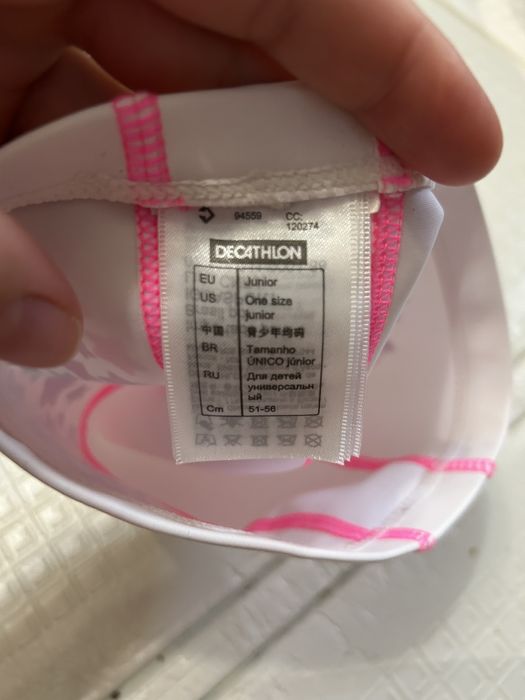 94559 CC:
120274
DECATHLON
EU Junior
US One size
junior
中国 青少年均码
BR Tamanho
ÚNICO júnior
RU Для детей
универсальн
ый
Cm 51-56